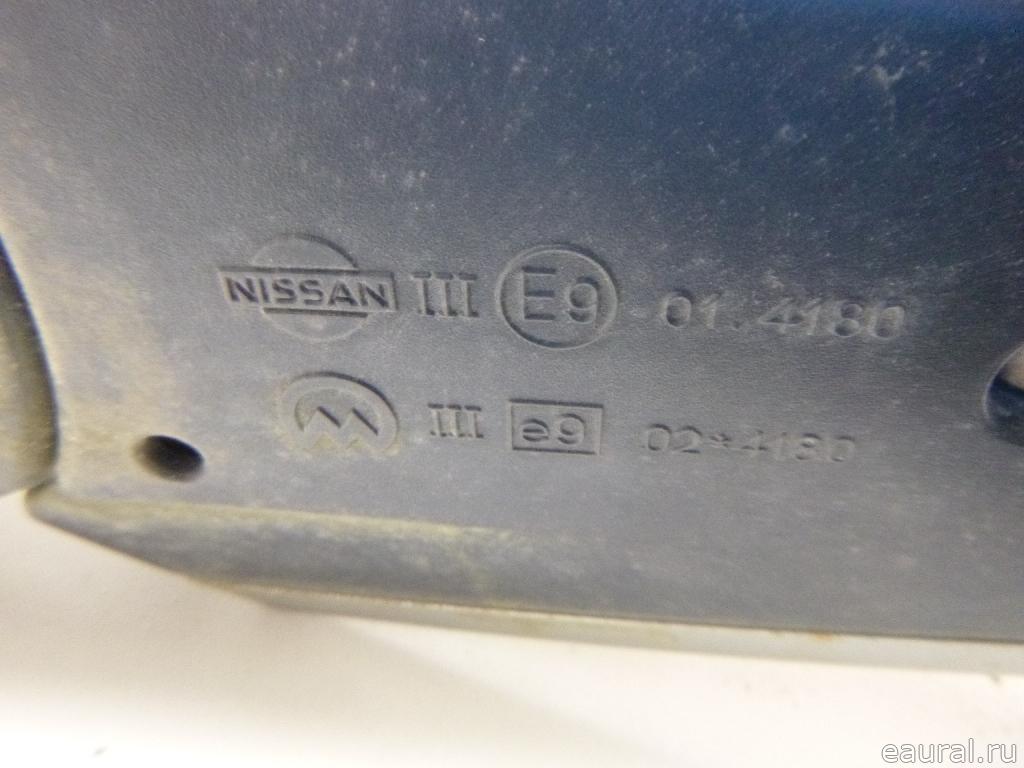 NISSAN III E9 01.4180
III e9 02*4180
eaural.ru